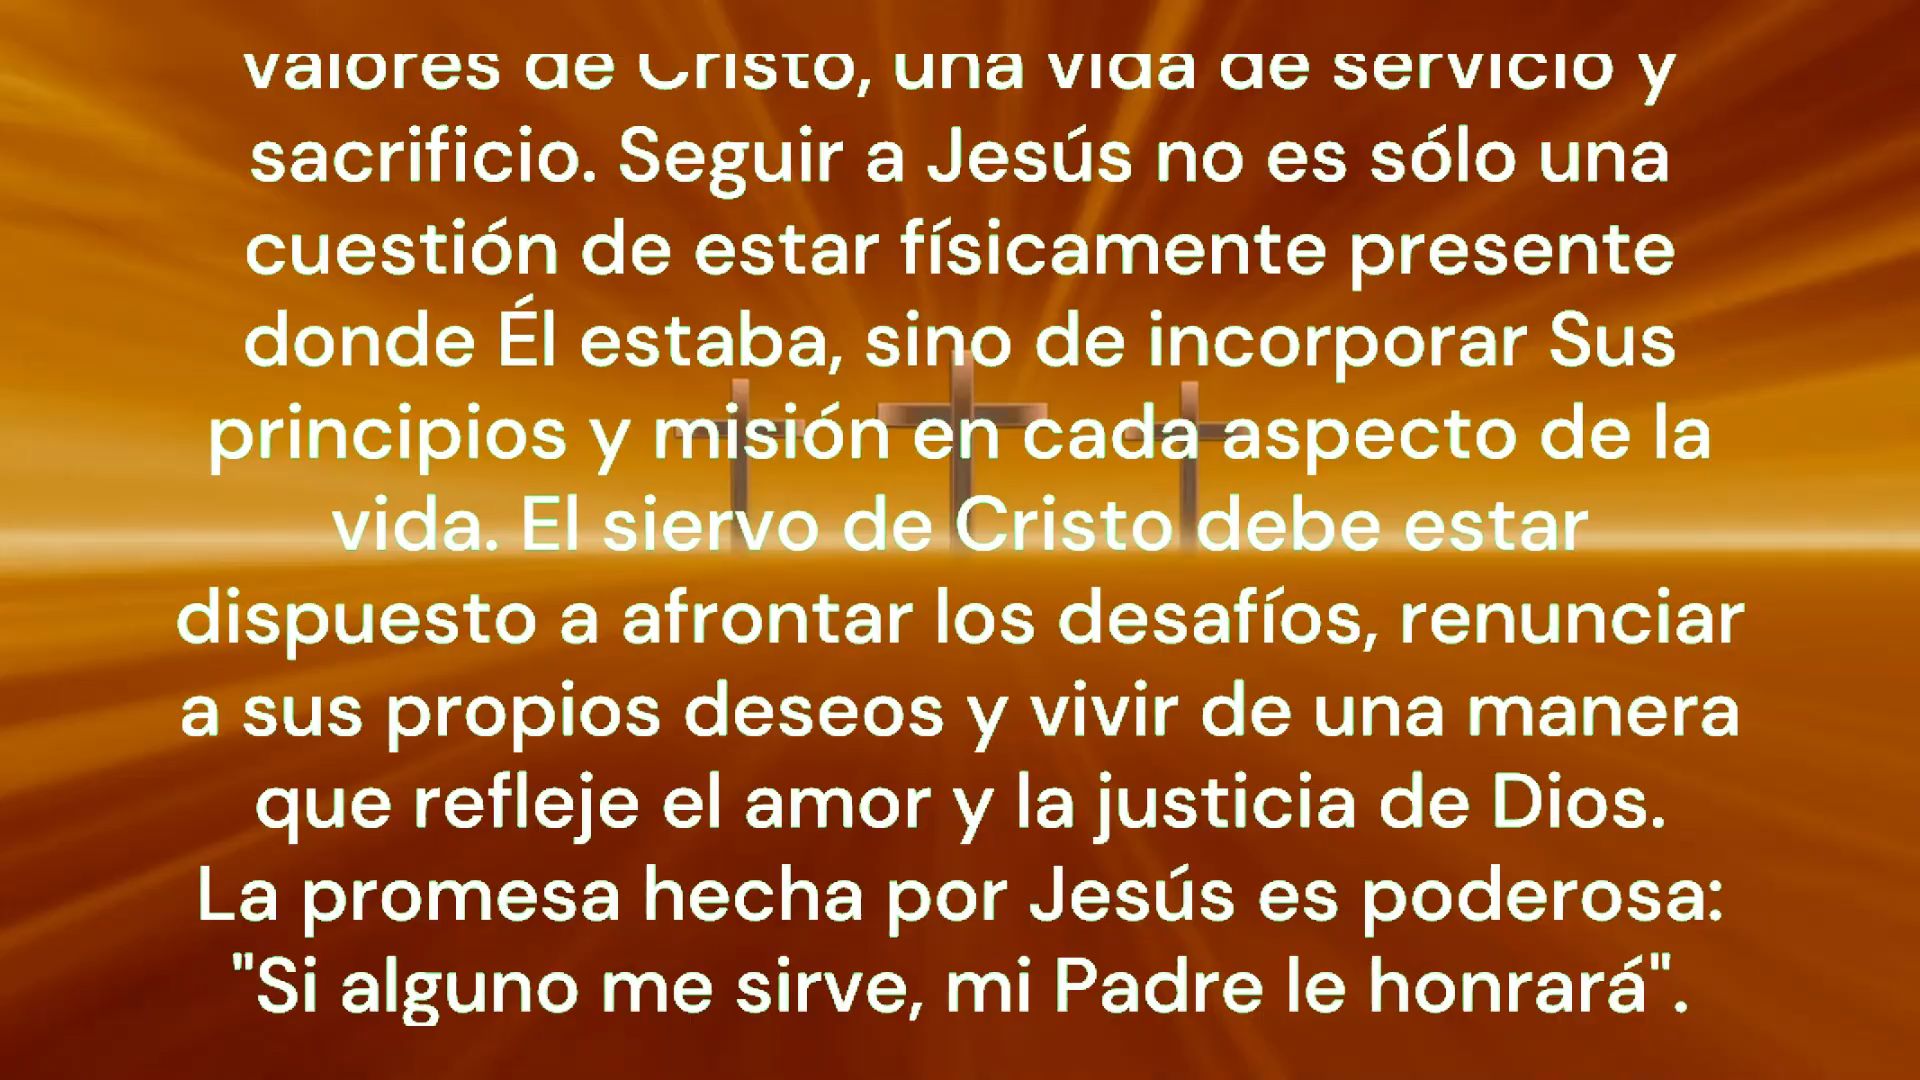 valores de Cristo, una vida de servicio y
sacrificio. Seguir a Jesús no es sólo una
cuestión de estar físicamente presente
donde Él estaba, sino de incorporar Sus
principios y misión en cada aspecto de la
vida. El siervo de Cristo debe estar
dispuesto a afrontar los desafíos, renunciar
a sus propios deseos y vivir de una manera
que refleje el amor y la justicia de Dios.
La promesa hecha por Jesús es poderosa:
"Si alguno me sirve, mi Padre le honrará".